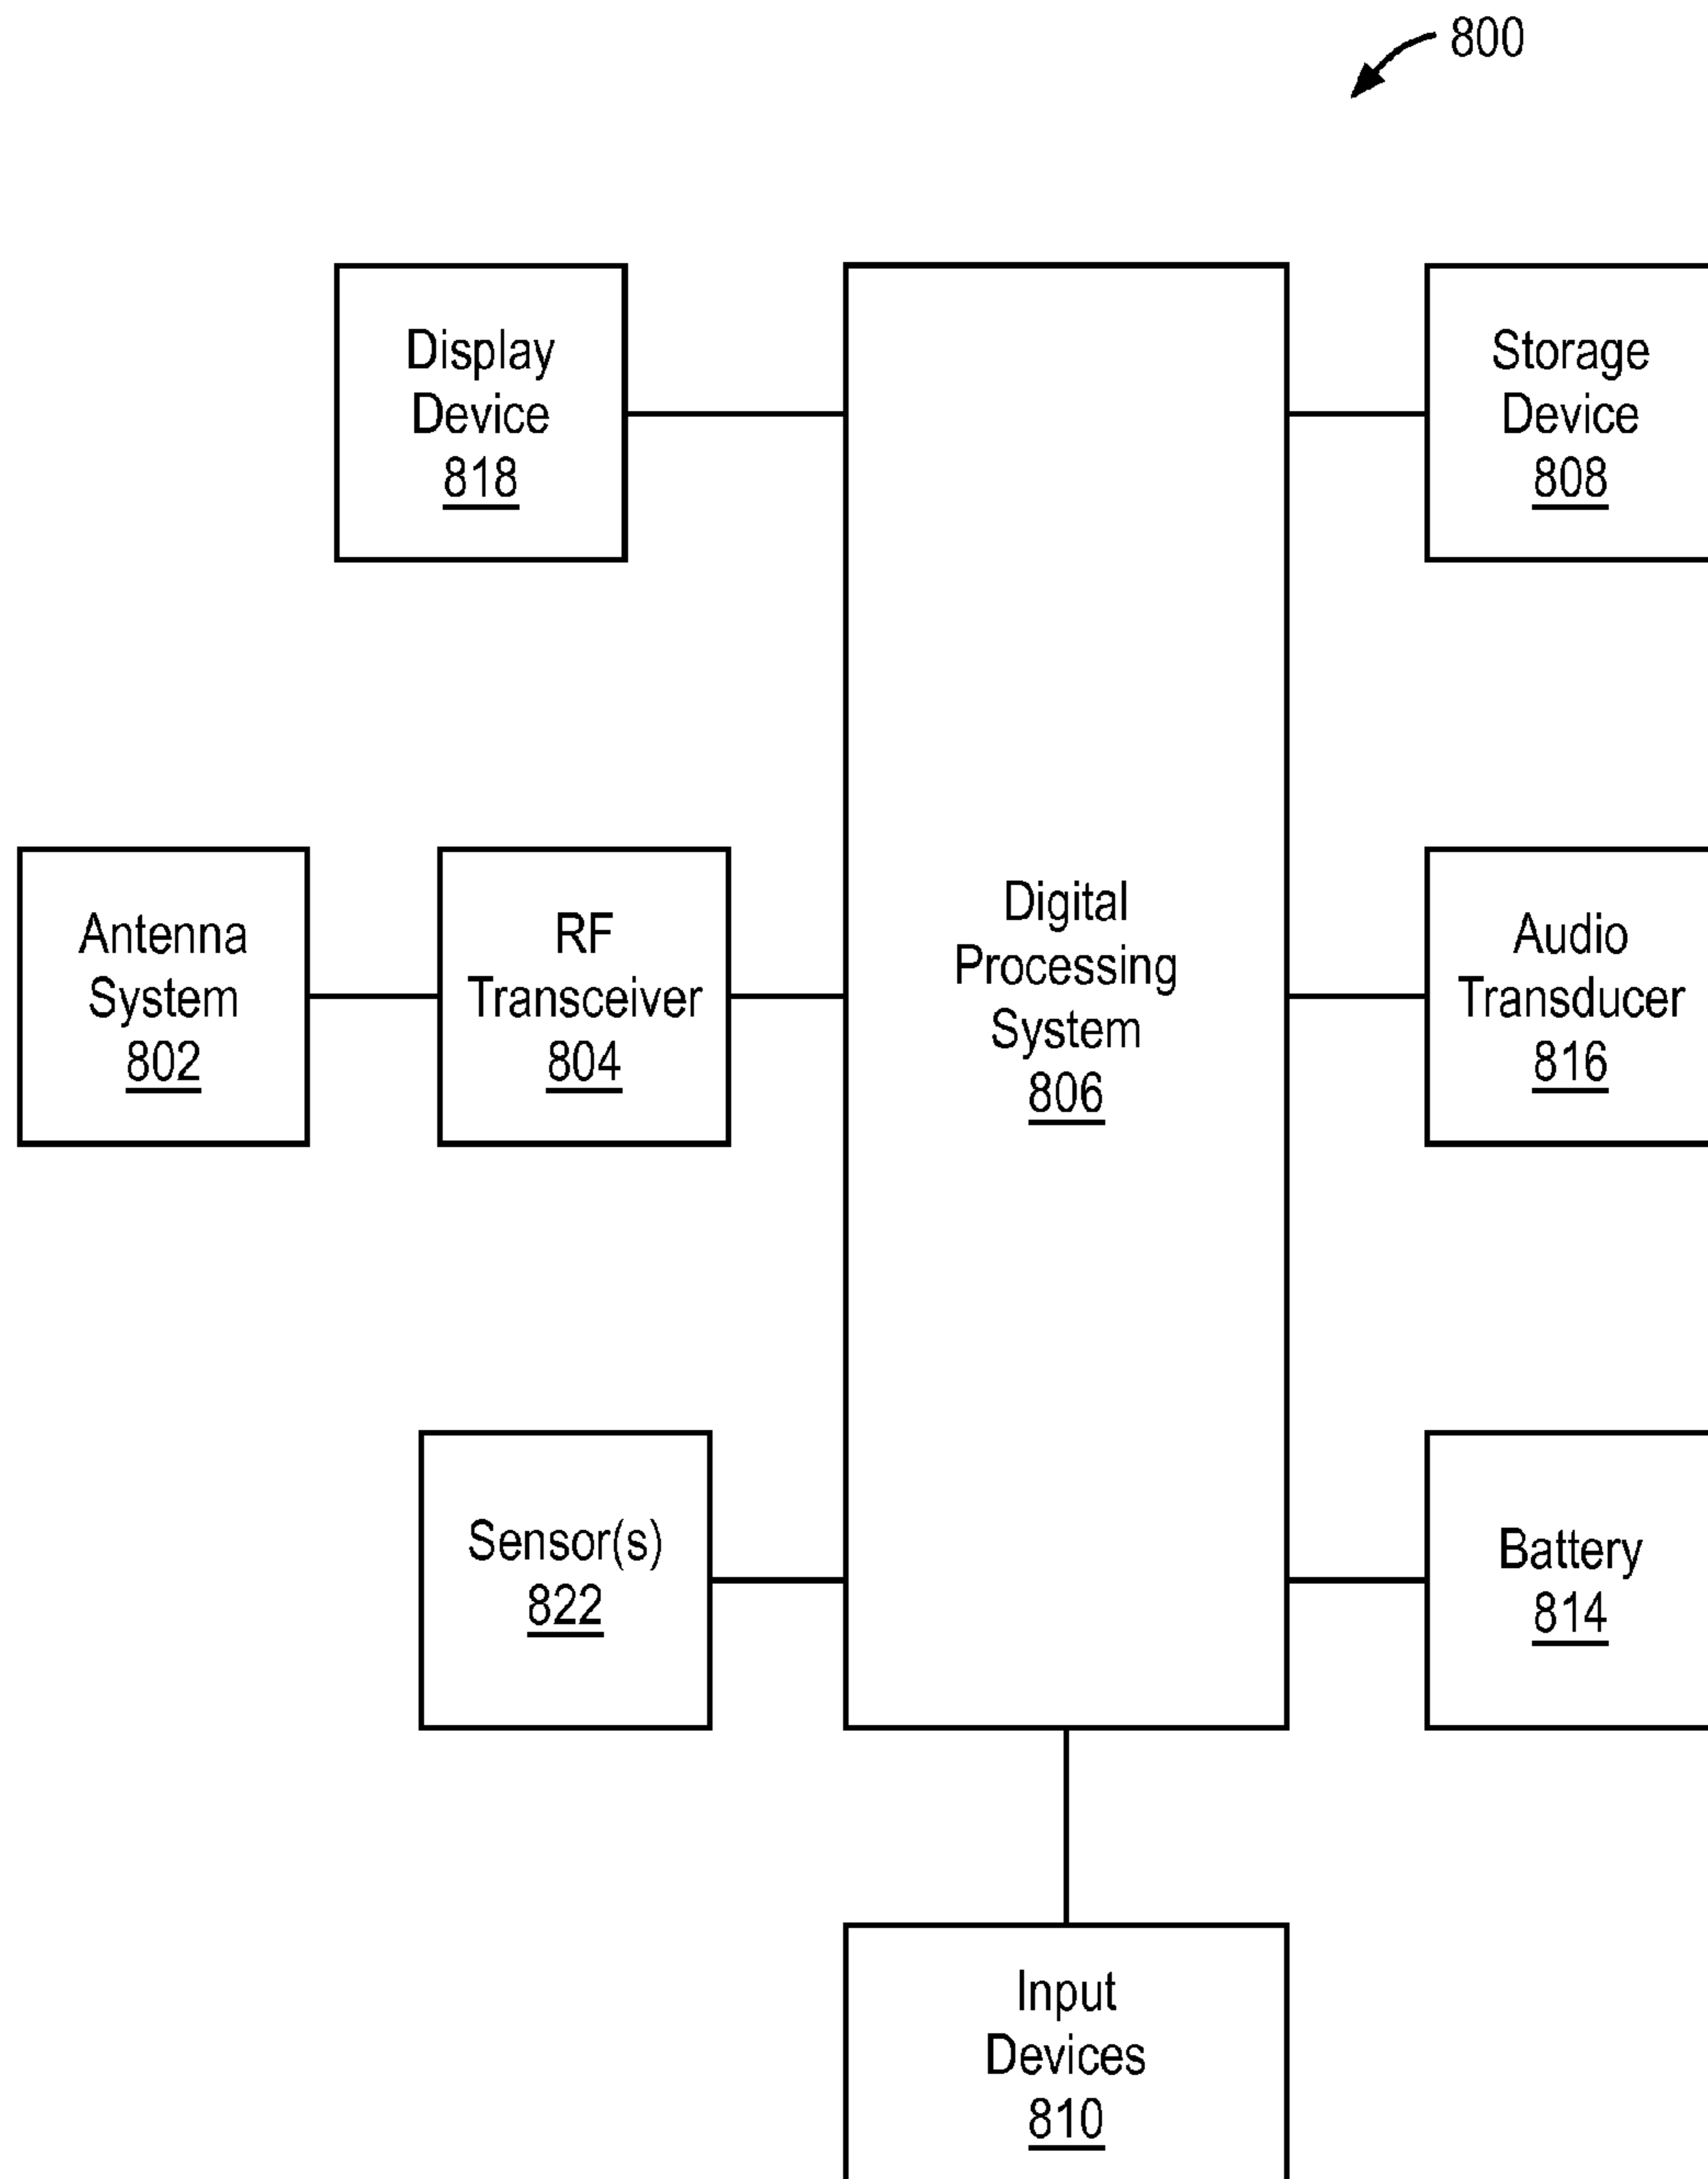 800
Display
Device
818
Storage
Device
808
Antenna
System
802
RF
Transceiver
804
Digital
Processing
System
806
Audio
Transducer
816
Sensor(s)
822
Battery
814
Input
Devices
810